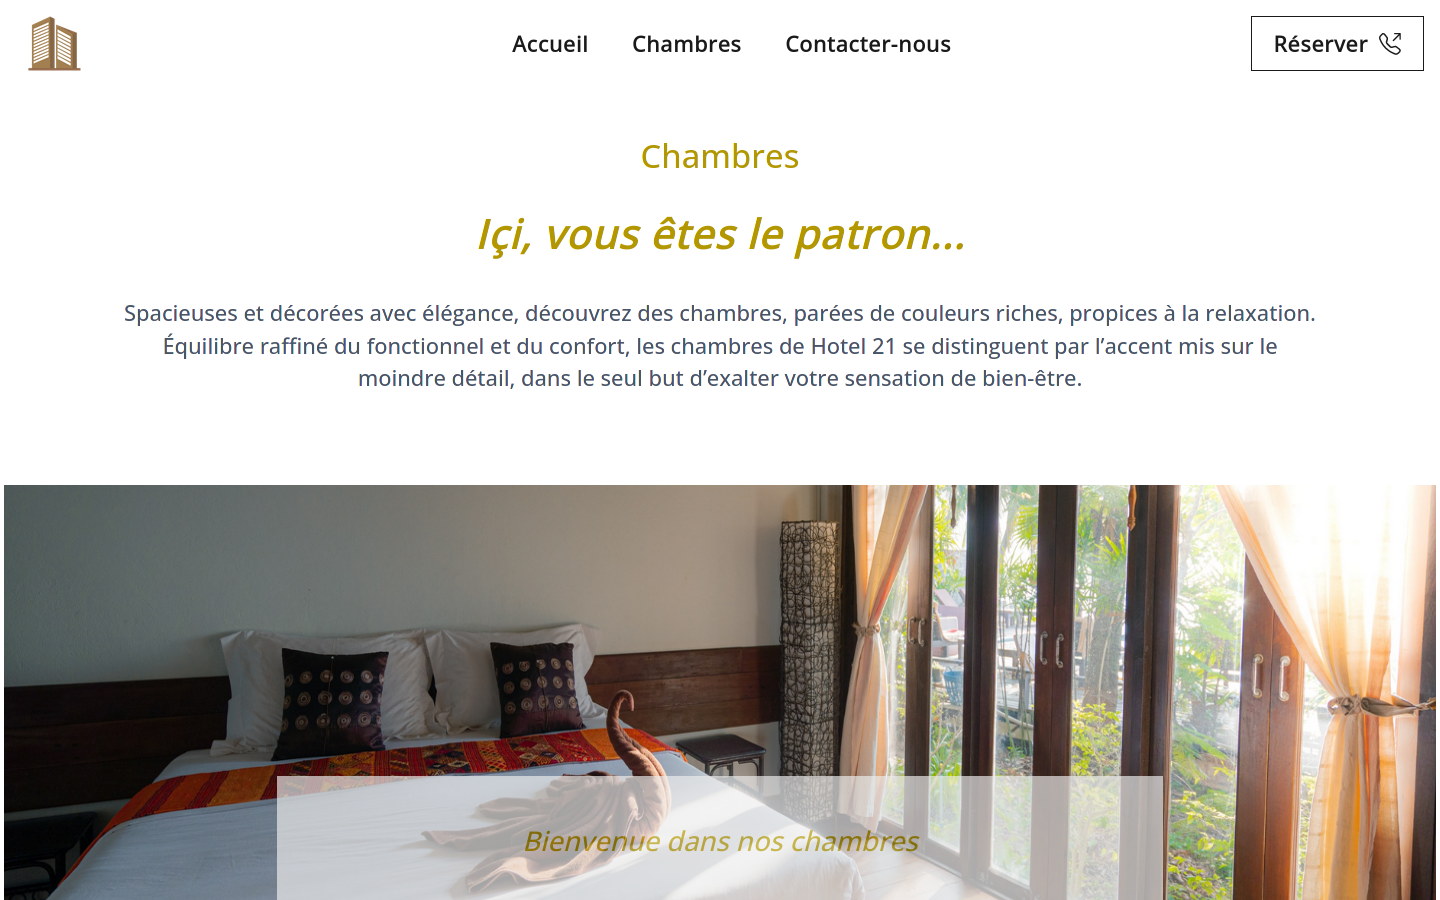 Accueil
Chambres
Contacter-nous
Réserver
Chambres
Içi, vous êtes le patron...
Spacieuses et décorées avec élégance, découvrez des chambres, parées de couleurs riches, propices à la relaxation.
Équilibre raffiné du fonctionnel et du confort, les chambres de Hotel 21 se distinguent par l’accent mis sur le
moindre détail, dans le seul but d’exalter votre sensation de bien-être.
Bienvenue dans nos chambres